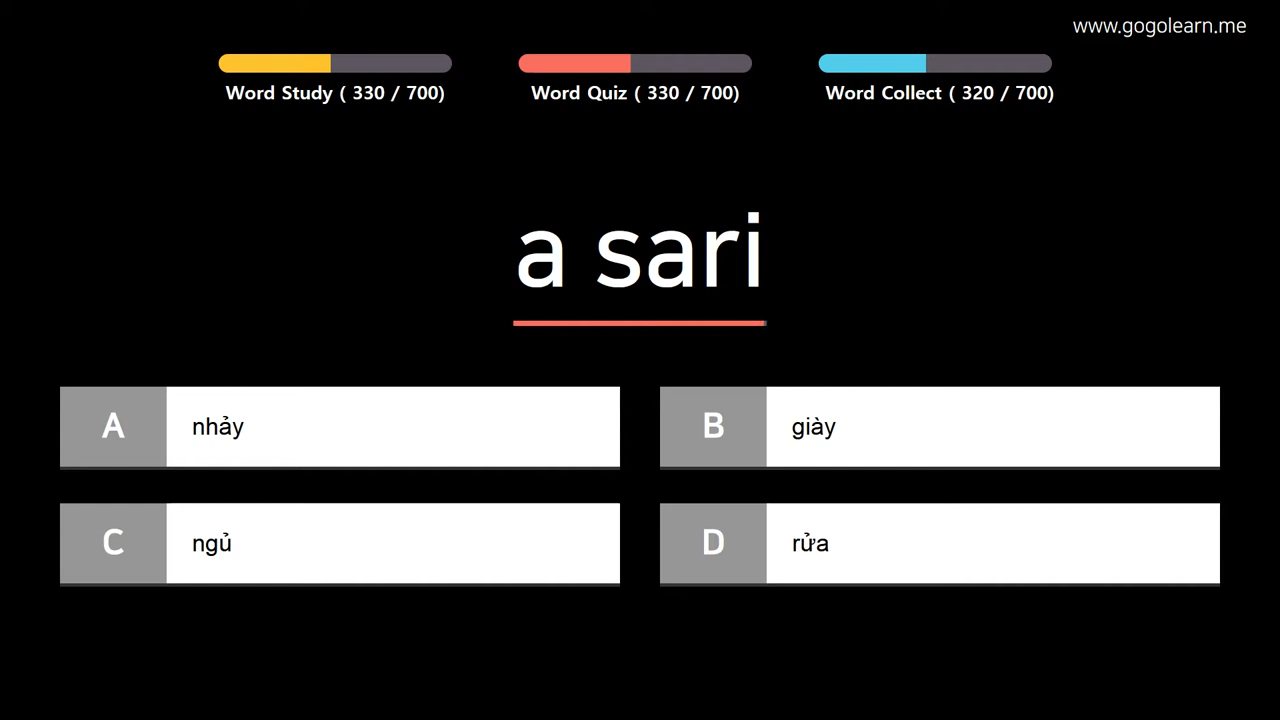 www.gogolearn.me
Word Study ( 330 / 700)
Word Quiz ( 330 / 700)
Word Collect ( 320 / 700)
a sari
A nhảy
B giày
C ngủ
D rửa